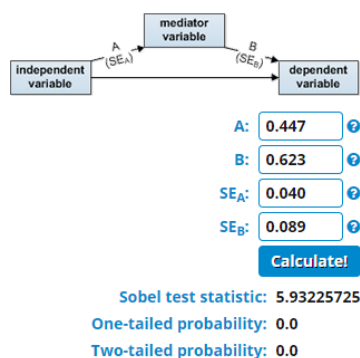 mediator
variable
A
(SEA)
B
(SEB)
independent
variable
dependent
variable
A: 0.447 ?
B: 0.623 ?
SEA: 0.040 ?
SEB: 0.089 ?
Calculate!
Sobel test statistic: 5.93225725
One-tailed probability: 0.0
Two-tailed probability: 0.0